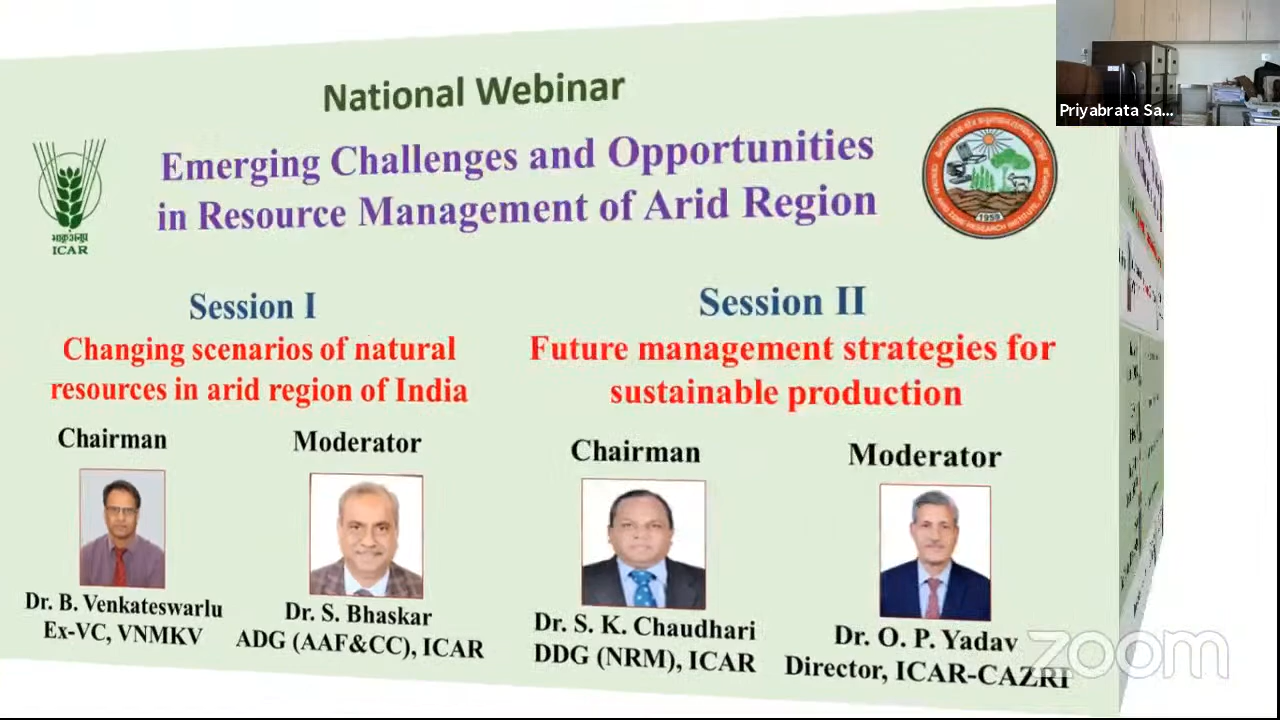 National Webinar
Emerging Challenges and Opportunities
in Resource Management of Arid Region
भाकृअनुप
ICAR
1959
Session I
Changing scenarios of natural
resources in arid region of India
Chairman
Moderator
Dr. B. Venkateswarlu
Ex-VC, VNMKV
Dr. S. Bhaskar
ADG (AAF&CC), ICAR
Session II
Future management strategies for
sustainable production
Chairman
Moderator
Dr. S. K. Chaudhari
DDG (NRM), ICAR
Dr. O. P. Yadav
Director, ICAR-CAZRI
Priyabrata Sa...
zoom